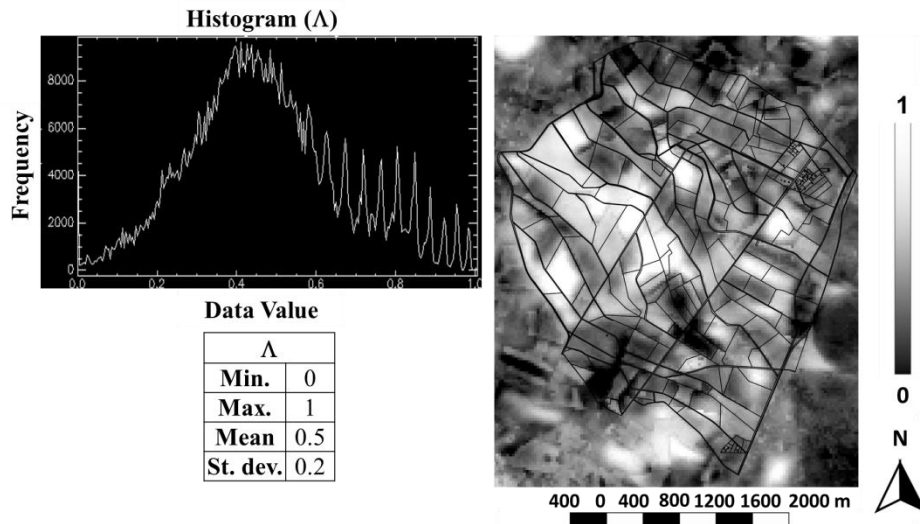 Histogram (Λ)
Frequency
8000
6000
4000
2000
0
0.0 0.2 0.4 0.6 0.8 1.0
Data Value
Λ
Min. 0
Max. 1
Mean 0.5
St. dev. 0.2
1
0
N
400 0 400 800 1200 1600 2000 m